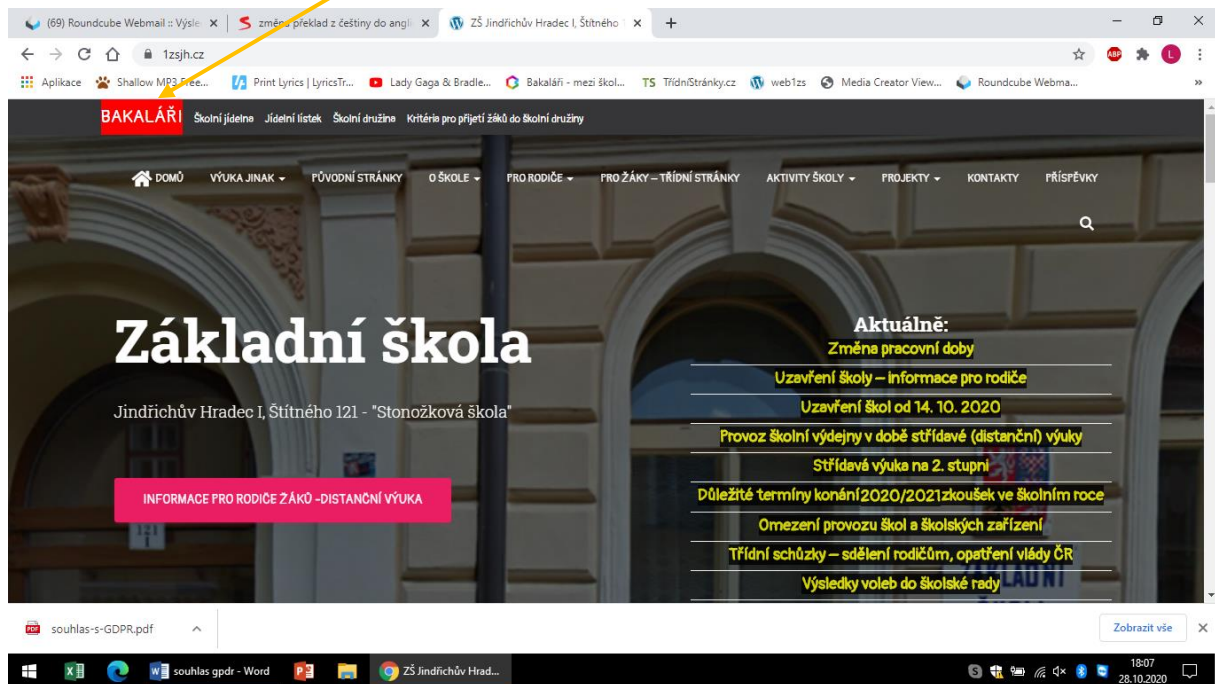 (69) Roundcube Webmail :: Výsle
změna překlad z češtiny do angli
ZŠ Jindřichův Hradec I, Štítného 1
1zsjh.cz
ABP
L
Aplikace
Shallow MP3 Free...
Print Lyrics | LyricsTr...
Lady Gaga & Bradle...
Bakaláři - mezi škol...
TS TřídníStránky.cz
web1zs
Media Creator View...
Roundcube Webma...
»
BAKALÁŘI Školní jídelna Jídelní lístek Školní družina Kritéria pro přijetí žáků do školní družiny
DOMŮ VÝUKA JINAK PŮVODNÍ STRÁNKY O ŠKOLE PRO RODIČE PRO ŽÁKY – TŘÍDNÍ STRÁNKY AKTIVITY ŠKOLY PROJEKTY KONTAKTY PŘÍSPĚVKY
Základní škola
Jindřichův Hradec I, Štítného 121 - "Stonožková škola"
INFORMACE PRO RODIČE ŽÁKŮ -DISTANČNÍ VÝUKA
121
I
Aktuálně:
Změna pracovní doby
Uzavření školy – informace pro rodiče
Uzavření škol od 14. 10. 2020
Provoz školní výdejny v době střídavé (distanční) výuky
Střídavá výuka na 2. stupni
Důležité termíny konání2020/2021zkoušek ve školním roce
Omezení provozu škol a školských zařízení
Třídní schůzky – sdělení rodičům, opatření vlády ČR
Výsledky voleb do školské rady
souhlas-s-GDPR.pdf
Zobrazit vše
souhlas gpdr - Word
ZŠ Jindřichův Hrad...
18:07
28.10.2020